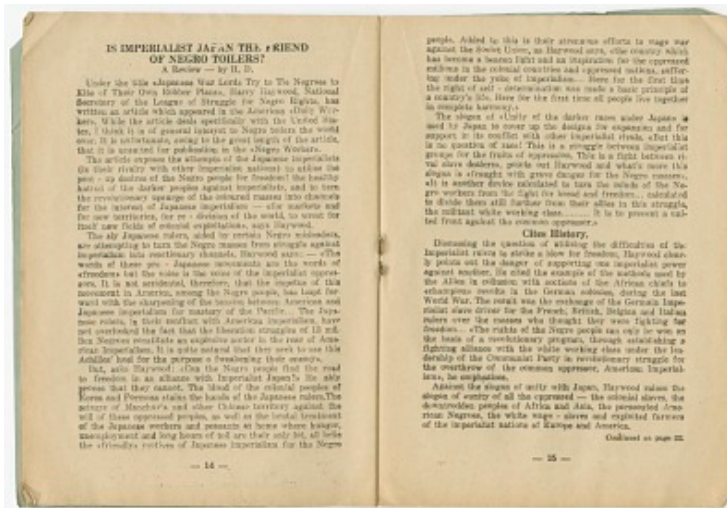 IS IMPERIALIST JAPAN THE FRIEND
OF NEGRO TOILERS?
A Review — by H. D.
Under the title «Japanese War Lords Try to Tie Negroes to
Kite of Their Own Robber Plans», Harry Haywood, National
Secretary of the League of Struggle for Negro Rights, has
written an article which appeared in the American «Daily Wor-
ker». While the article deals specifically with the United Sta-
tes, I think it is of general interest to Negro toilers the world
over. It is unfortunate, owing to the great length of the article,
that it is unsuited for publication in the «Negro Worker».
The article exposes the attempts of the Japanese imperialists
(in their rivalry with other imperialist nations) to utilise the
pent - up desires of the Negro people for freedom; the healthy
hatred of the darker peoples against imperialists, and to turn
the revolutionary upsurge of the coloured masses into channels
for the interest of Japanese imperialism — «for markets and
for new territories, for re - division of the world, to wrest for
itself new fields of colonial exploitation», says Haywood.
The sly Japanese rulers, aided by certain Negro misleaders,
are attempting to turn the Negro masses from struggle against
imperialism into reactionary channels. Haywood says: — «The
words of these pro - Japanese movements are the words of
«freedom» but the voice is the voice of the imperialist oppres-
sors. It is not accidental, therefore, that the impetus of this
movement in America, among the Negro people, has leapt for-
ward with the sharpening of the tension between American and
Japanese imperialism for mastery of the Pacific... The Japa-
nese rulers, in their conflict with American imperialism, have
not overlooked the fact that the liberation struggles of 13 mil-
lion Negroes constitute an explosive sector in the rear of Ame-
rican Imperialism. It is quite natural that they seek to use this
Achilles' heel for the purpose of weakening their enemy».
But, asks Haywood: «Can the Negro people find the road
to freedom in an alliance with Imperialist Japan?» He ably
proves that they cannot. The blood of the colonial peoples of
Korea and Formosa stains the hands of the Japanese rulers. The
seizure of Manchuria and other Chinese territory against the
will of these oppressed peoples, as well as the brutal treatment
of the Japanese workers and peasants at home where hunger,
unemployment and long hours of toil are their only lot, all belie
the «friendly» motives of Japanese imperialism for the Negro
— 14 —
people. Added to this is their strenuous efforts to wage war
against the Soviet Union, as Haywood says, «the country which
has become a beacon light and an inspiration for the oppressed
millions in the colonial countries and oppressed nations, suffer-
ing under the yoke of imperialism... Here for the first time
the right of self - determination was made a basic principle of
a country's life. Here for the first time all people live together
in complete harmony.»
The slogan of «Unity of the darker races under Japan» is
used by Japan to cover up the designs for expansion and for
support in its conflict with other imperialist rivals. «But this
is no question of race! This is a struggle between imperialist
groups for the fruits of oppression. This is a fight between ri-
val slave dealers», points out Haywood and what's more this
slogan is «fraught with grave dangers for the Negro masses».
«It is another device calculated to turn the minds of the Ne-
gro workers from the fight for bread and freedom... calculated
to divide them still further from their allies in this struggle,
the militant white working class....... It is to prevent a uni-
ted front against the common oppressor.»
Cites History.
Discussing the question of utilising the difficulties of the
Imperialist rulers to strike a blow for freedom, Haywood clear-
ly points out the danger of supporting one imperialist power
against another. He cited the example of the methods used by
the Allies in collusion with sections of the African chiefs to
«champion» revolts in the German colonies, during the last
World War. The result was the exchange of the German Impe-
rialist slave driver for the French, British, Belgian and Italian
rulers over the masses who thought they were fighting for
freedom... «The rights of the Negro people can only be won on
the basis of a revolutionary program, through establishing a
fighting alliance with the white working class under the lea-
dership of the Communist Party in revolutionary struggle for
the overthrow of the common oppressor, American Imperial-
ism, he emphasises.
Against the slogan of unity with Japan, Haywood raises the
slogan of «unity of all the oppressed — the colonial slaves, the
downtrodden peoples of Africa and Asia, the persecuted Ame-
rican Negroes, the white wage - slaves and exploited farmers
of the imperialist nations of Europe and America.
Continued on page 22.
— 15 —